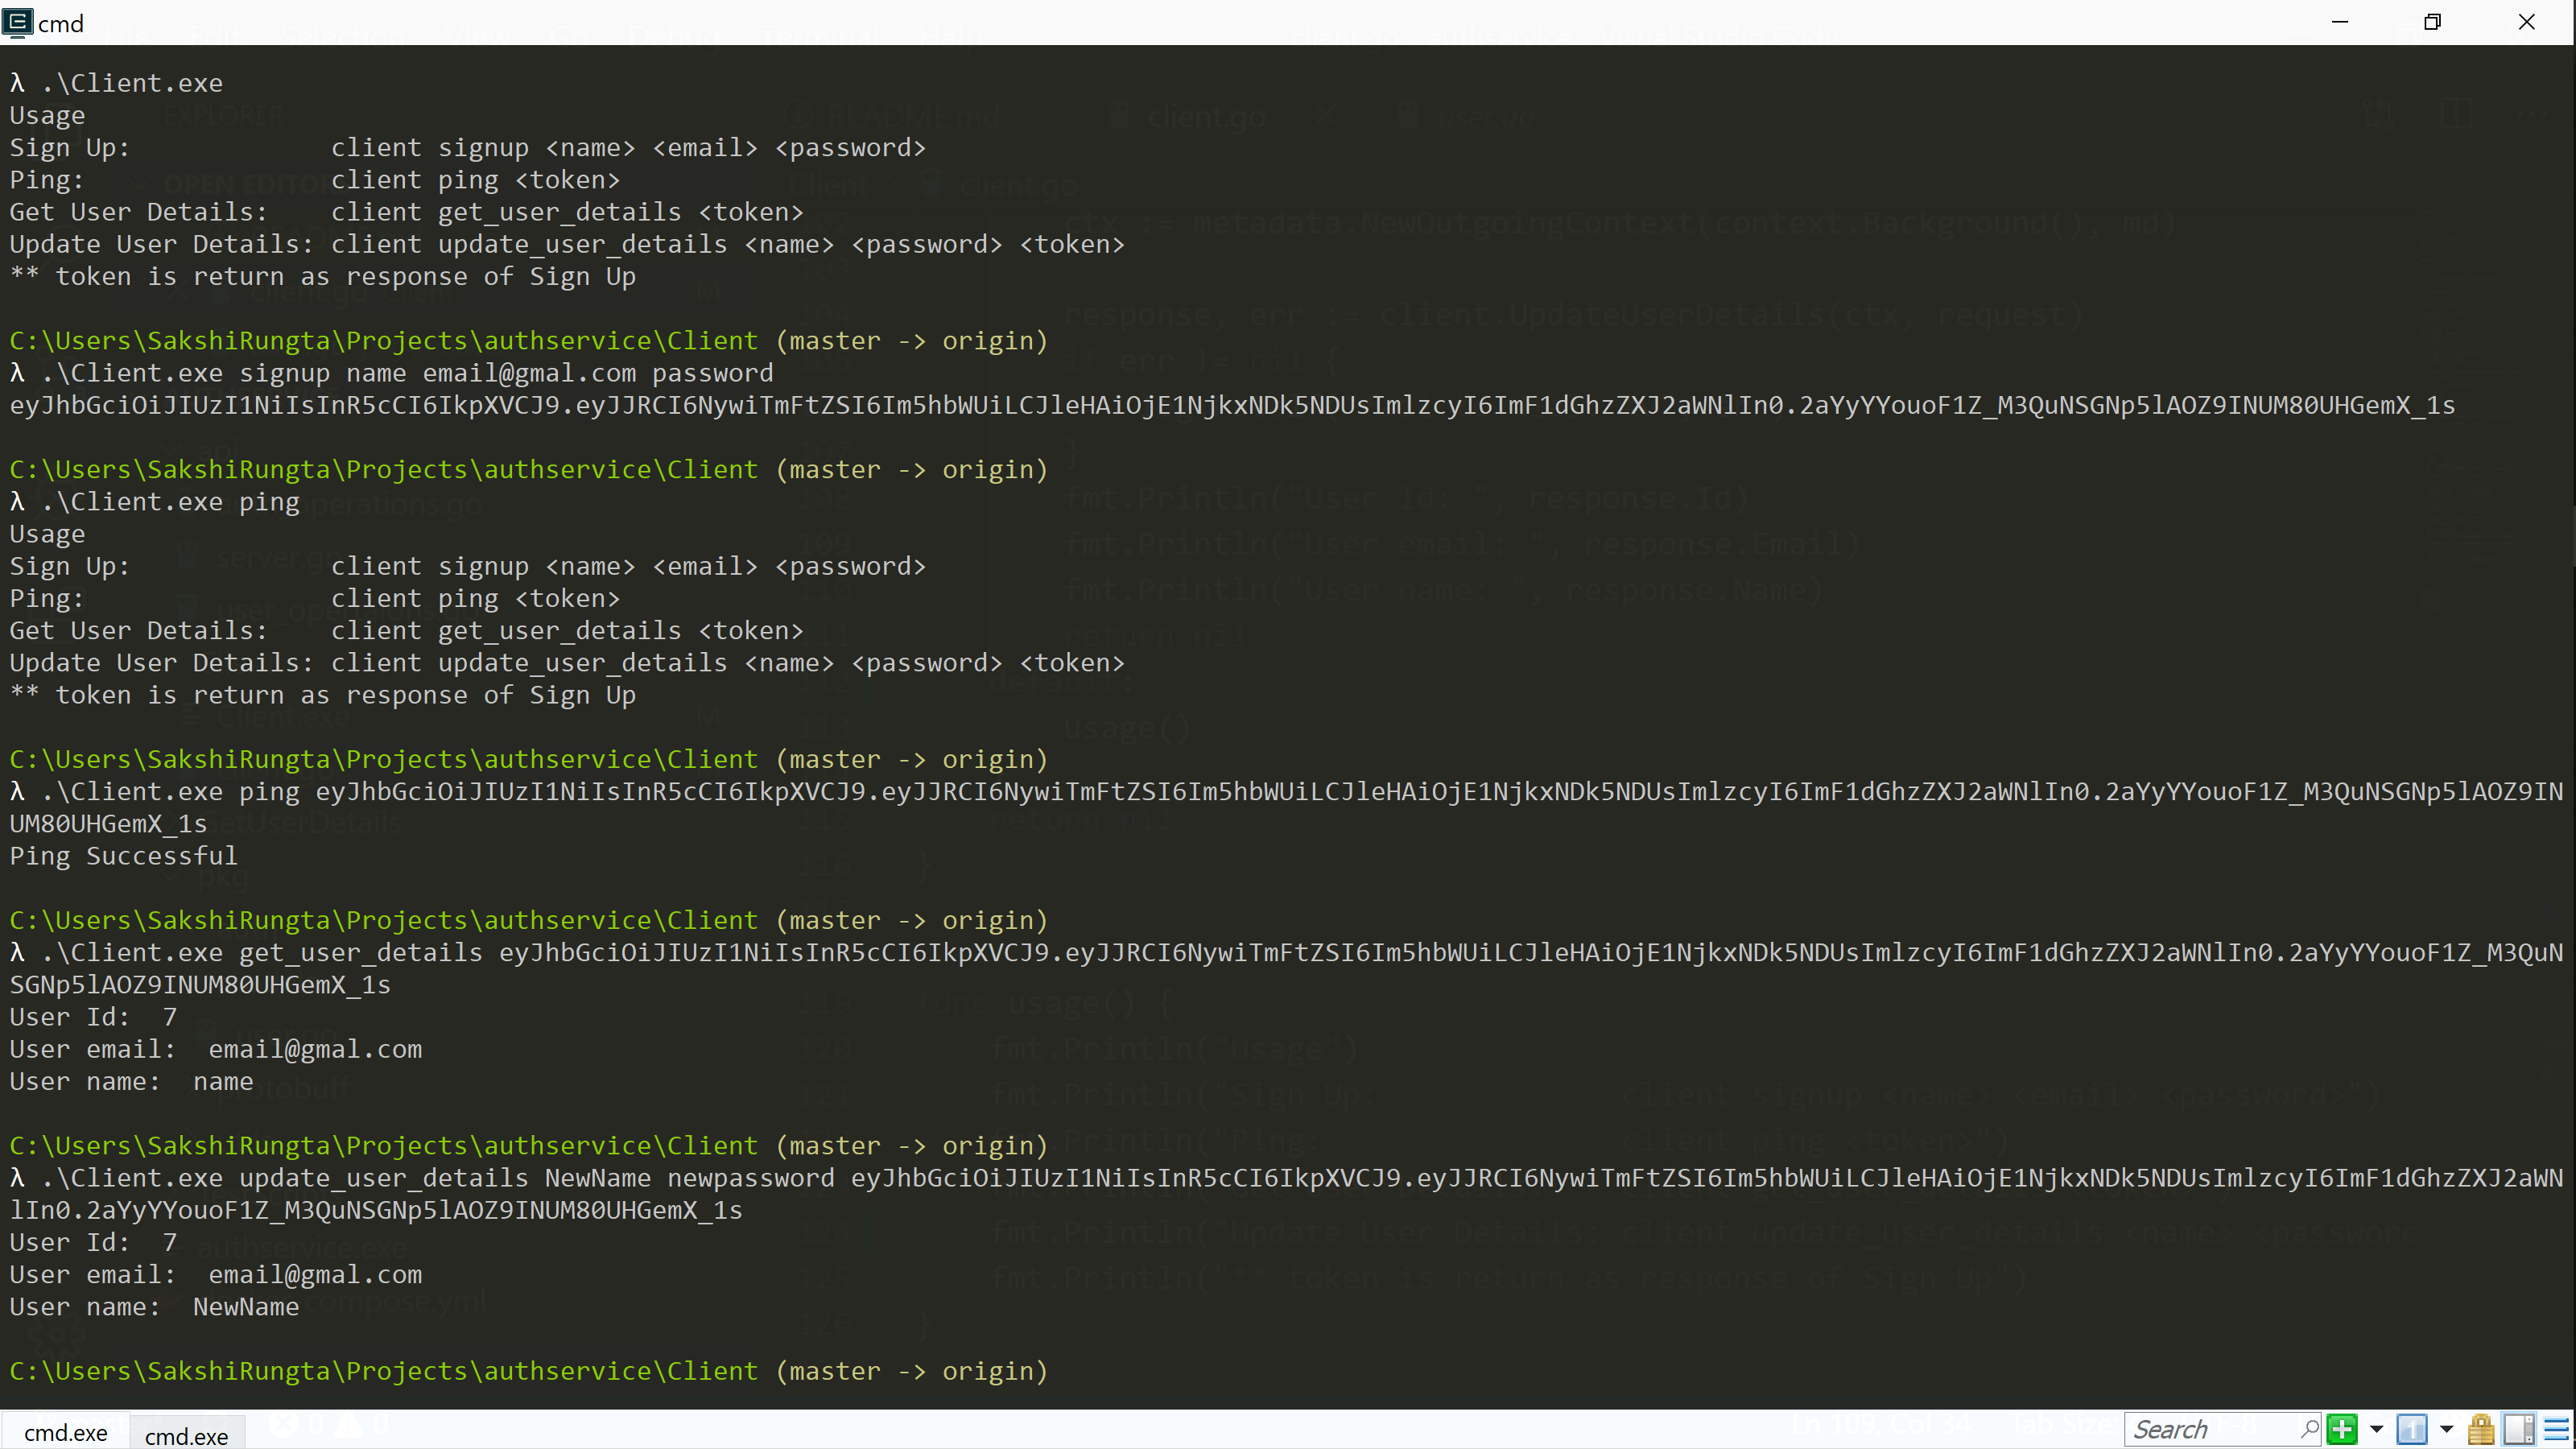 cmd
λ .\Client.exe
Usage
Sign Up:             client signup <name> <email> <password>
Ping:                client ping <token>
Get User Details:    client get_user_details <token>
Update User Details: client update_user_details <name> <password> <token>
** token is return as response of Sign Up
C:\Users\SakshiRungta\Projects\authservice\Client (master -> origin)
λ .\Client.exe signup name email@gmal.com password
eyJhbGciOiJIUzI1NiIsInR5cCI6IkpXVCJ9.eyJJRCI6NywiTmFtZSI6Im5hbWUiLCJleHAiOjE1NjkxNDk5NDUsImlzcyI6ImF1dGhzZXJ2aWNlIn0.2aYyYYouoF1Z_M3QuNSGNp5lAOZ9INUM80UHGemX_1s
C:\Users\SakshiRungta\Projects\authservice\Client (master -> origin)
λ .\Client.exe ping
Usage
Sign Up:             client signup <name> <email> <password>
Ping:                client ping <token>
Get User Details:    client get_user_details <token>
Update User Details: client update_user_details <name> <password> <token>
** token is return as response of Sign Up
C:\Users\SakshiRungta\Projects\authservice\Client (master -> origin)
λ .\Client.exe ping eyJhbGciOiJIUzI1NiIsInR5cCI6IkpXVCJ9.eyJJRCI6NywiTmFtZSI6Im5hbWUiLCJleHAiOjE1NjkxNDk5NDUsImlzcyI6ImF1dGhzZXJ2aWNlIn0.2aYyYYouoF1Z_M3QuNSGNp5lAOZ9IN
UM80UHGemX_1s
Ping Successful
C:\Users\SakshiRungta\Projects\authservice\Client (master -> origin)
λ .\Client.exe get_user_details eyJhbGciOiJIUzI1NiIsInR5cCI6IkpXVCJ9.eyJJRCI6NywiTmFtZSI6Im5hbWUiLCJleHAiOjE1NjkxNDk5NDUsImlzcyI6ImF1dGhzZXJ2aWNlIn0.2aYyYYouoF1Z_M3QuN
SGNp5lAOZ9INUM80UHGemX_1s
User Id:  7
User email:  email@gmal.com
User name:  name
C:\Users\SakshiRungta\Projects\authservice\Client (master -> origin)
λ .\Client.exe update_user_details NewName newpassword eyJhbGciOiJIUzI1NiIsInR5cCI6IkpXVCJ9.eyJJRCI6NywiTmFtZSI6Im5hbWUiLCJleHAiOjE1NjkxNDk5NDUsImlzcyI6ImF1dGhzZXJ2aWN
lIn0.2aYyYYouoF1Z_M3QuNSGNp5lAOZ9INUM80UHGemX_1s
User Id:  7
User email:  email@gmal.com
User name:  NewName
C:\Users\SakshiRungta\Projects\authservice\Client (master -> origin)
cmd.exe
cmd.exe
Search